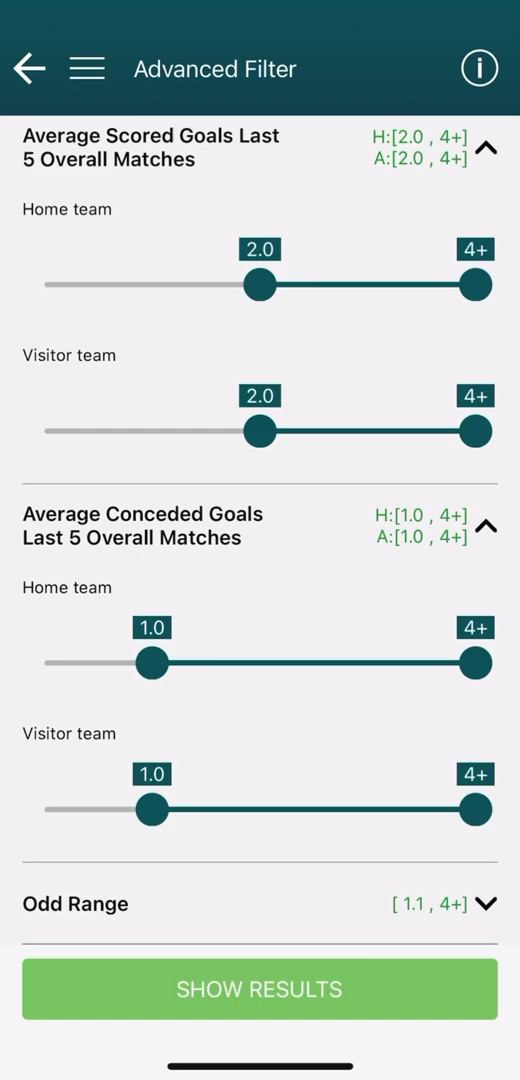 Advanced Filter
i
Average Scored Goals Last
5 Overall Matches
H:[2.0 , 4+]
A:[2.0 , 4+]
Home team
2.0
4+
Visitor team
2.0
4+
Average Conceded Goals
Last 5 Overall Matches
H:[1.0 , 4+]
A:[1.0 , 4+]
Home team
1.0
4+
Visitor team
1.0
4+
Odd Range
[ 1.1 , 4+]
SHOW RESULTS